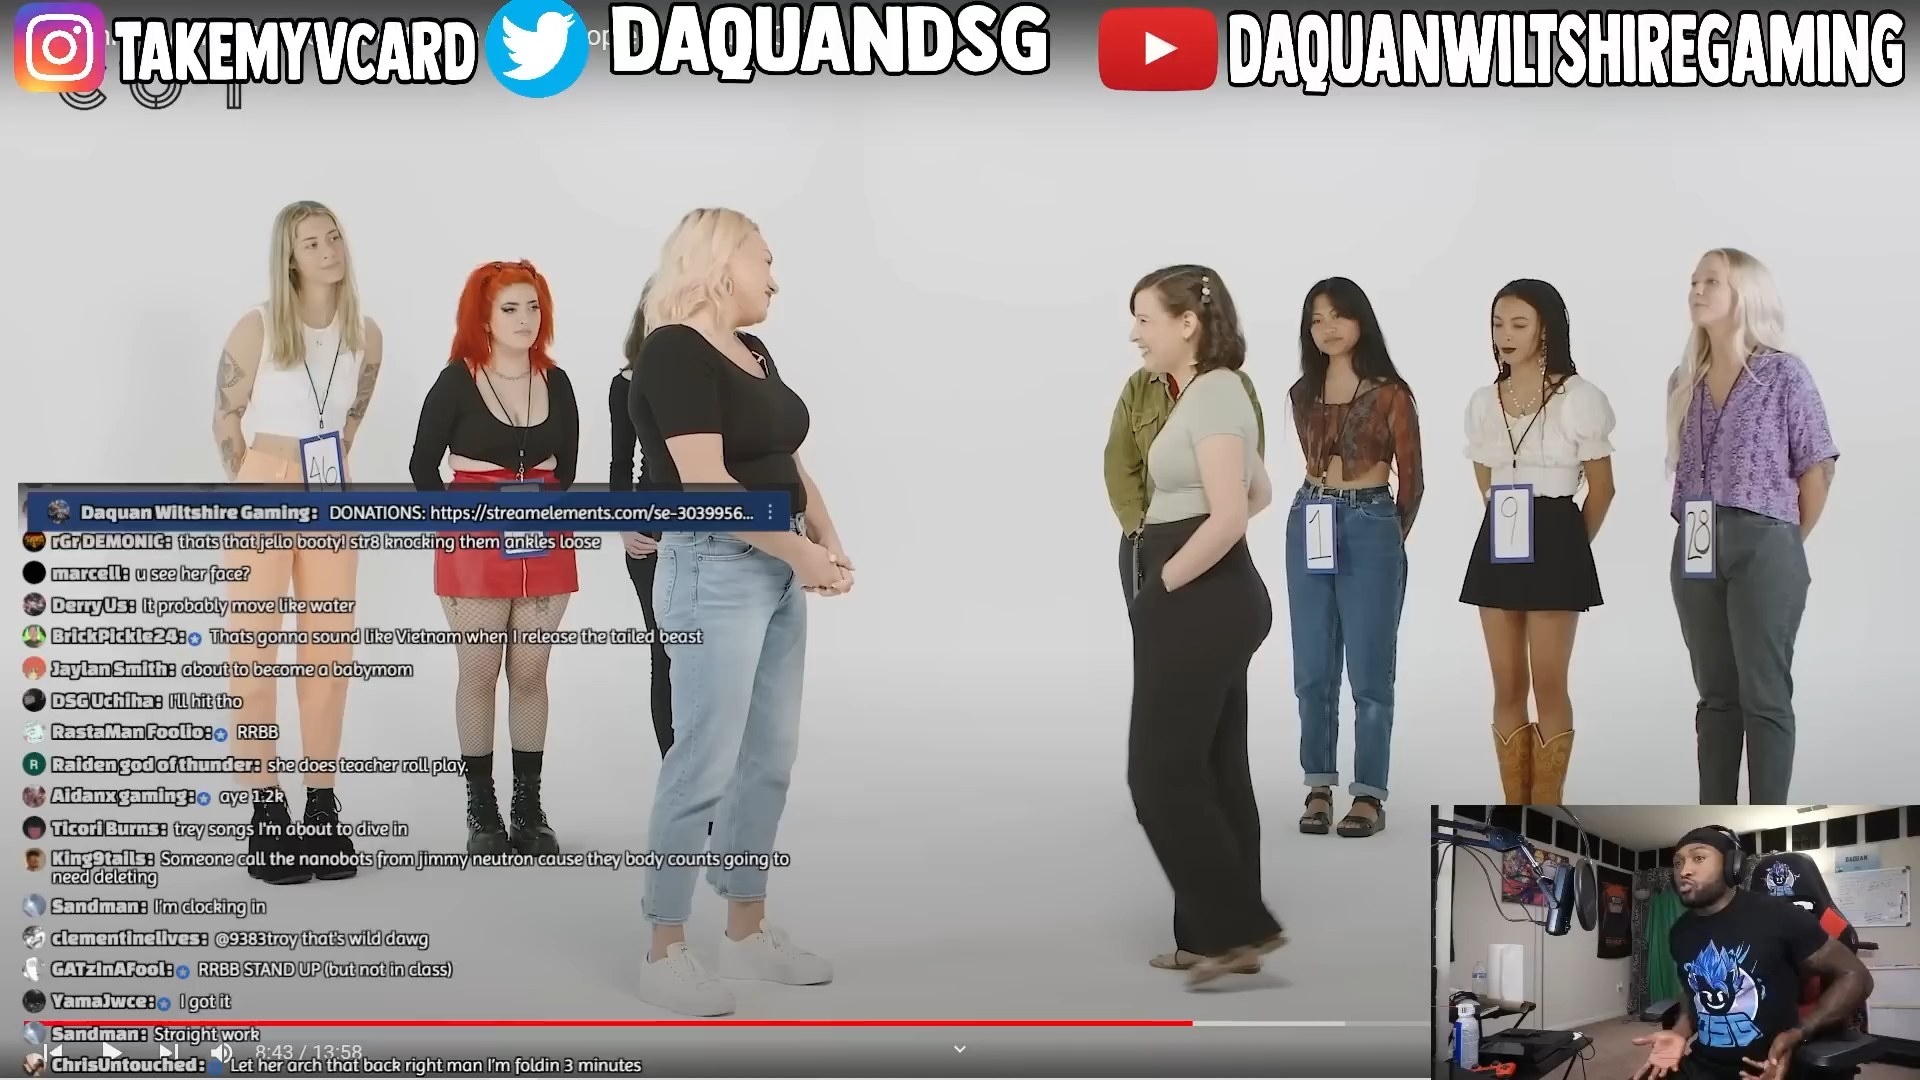 TAKEMYVCARD
DAQUANDSG
DAQUANWILTSHIREGAMING
CUT
46
1
9
28
Daquan Wiltshire Gaming: DONATIONS: https://streamelements.com/se-3039956...
rGr DEMONIC: thats that jello booty! str8 knocking them ankles loose
marcell: u see her face?
DerryUs: It probably move like water
BrickPickle24: Thats gonna sound like Vietnam when I release the tailed beast
Jaylan Smith: about to become a babymom
DSG Uchiha: I'll hit tho
RastaMan Foolio: RRBB
R Raiden god of thunder: she does teacher roll play.
Aidanx gaming: aye 1.2k
Ticori Burns: trey songs I'm about to dive in
King9tails: Someone call the nanobots from jimmy neutron cause they body counts going to
need deleting
Sandman: I'm clocking in
clementinelives: @9383troy that's wild dawg
GATzInAFool: RRBB STAND UP (but not in class)
YamaJwce: I got it
Sandman: Straight work
8:43 / 13:58
ChrisUntouched: Let her arch that back right man I'm foldin 3 minutes
DAQUAN
DSG